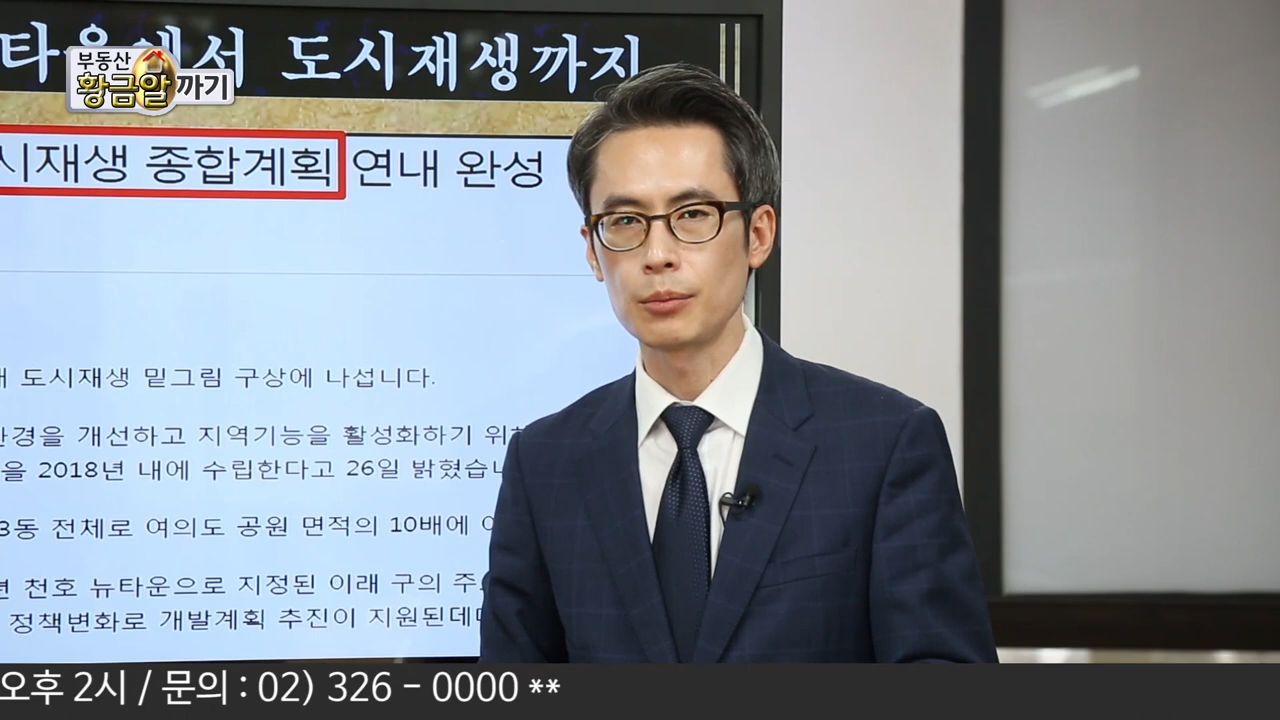 타운에서 도시재생까지
부동산
황금알까기
시재생 종합계획 연내 완성
도시재생 밑그림 구상에 나섭니다.
환경을 개선하고 지역기능을 활성화하기 위해
을 2018년 내에 수립한다고 26일 밝혔습니
3동 전체로 여의도 공원 면적의 10배에
천호 뉴타운으로 지정된 이래 구의
정책변화로 개발계획 추진이 지원된데
오후 2시 / 문의 : 02) 326 - 0000 **